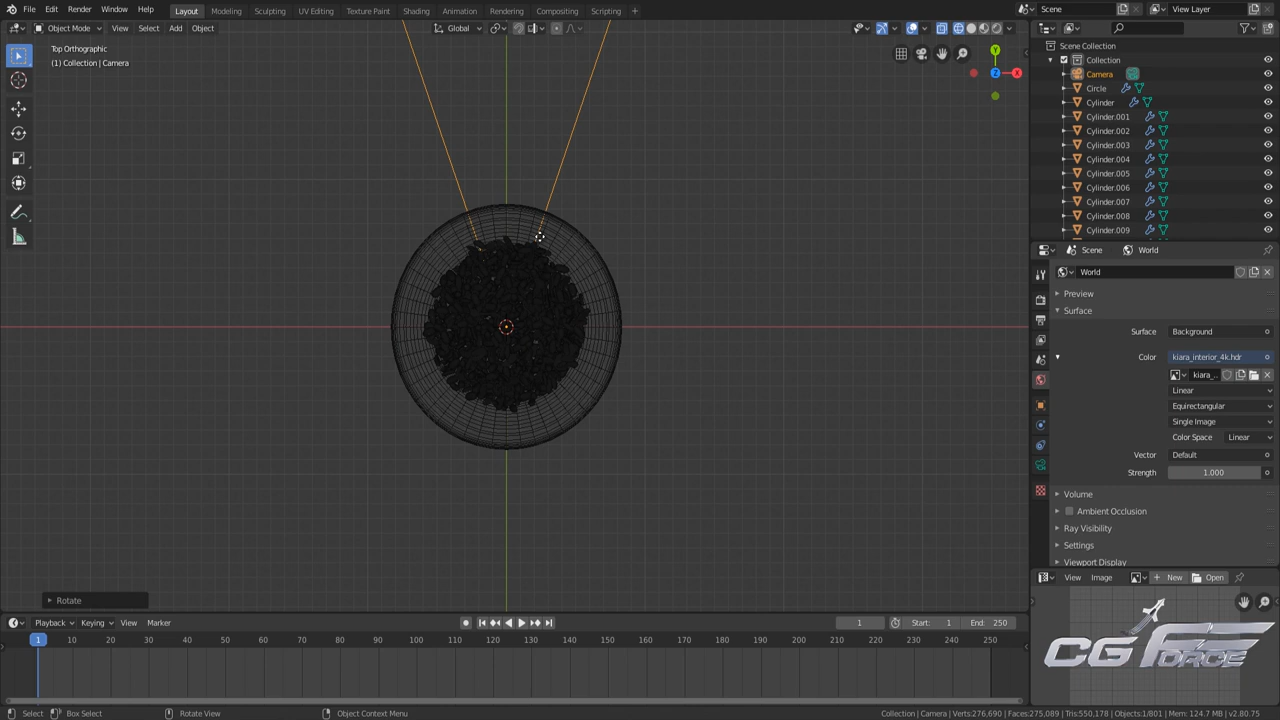 File Edit Render Window Help Layout Modeling Sculpting UV Editing Texture Paint Shading Animation Rendering Compositing Scripting + Scene View Layer
Object Mode View Select Add Object Global
Top Orthographic
(1) Collection | Camera
Y
Z
X
Rotate
Scene Collection
Collection
Camera
Circle
Cylinder
Cylinder.001
Cylinder.002
Cylinder.003
Cylinder.004
Cylinder.005
Cylinder.006
Cylinder.007
Cylinder.008
Cylinder.009
Scene World
World
Preview
Surface
Surface Background
Color kiara_interior_4k.hdr
kiara_..
Linear
Equirectangular
Single Image
Color Space Linear
Vector Default
Strength 1.000
Volume
Ambient Occlusion
Ray Visibility
Settings
Viewport Display
View Image New Open
CG FORCE
Playback Keying View Marker 1 Start: 1 End: 250
1 10 20 30 40 50 60 70 80 90 100 110 120 130 140 150 160 170 180 190 200 210 220 230 240 250
Select Box Select Rotate View Object Context Menu Collection | Camera | Verts:276,690 | Faces:275,089 | Tris:550,178 | Objects:1/801 | Mem: 124.7 MB | v2.80.75